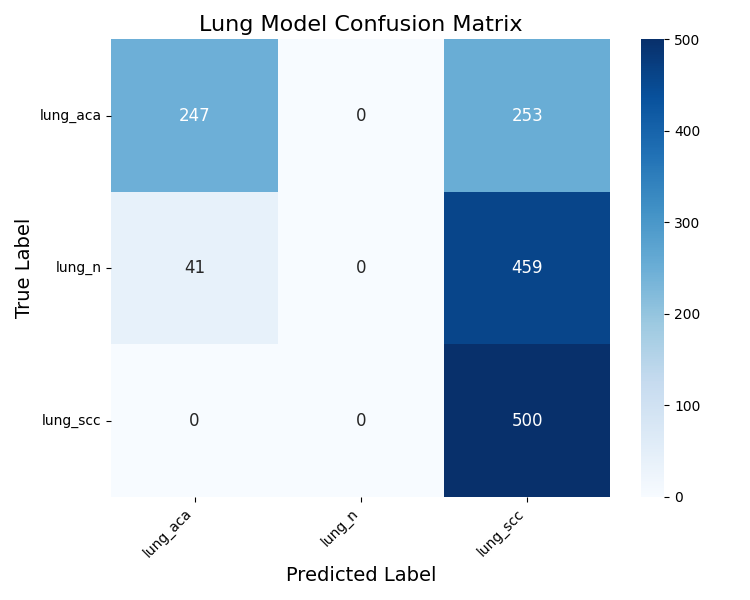 Lung Model Confusion Matrix
True Label
lung_aca
247
0
253
lung_n
41
0
459
lung_scc
0
0
500
lung_aca
lung_n
lung_scc
Predicted Label
500
400
300
200
100
0